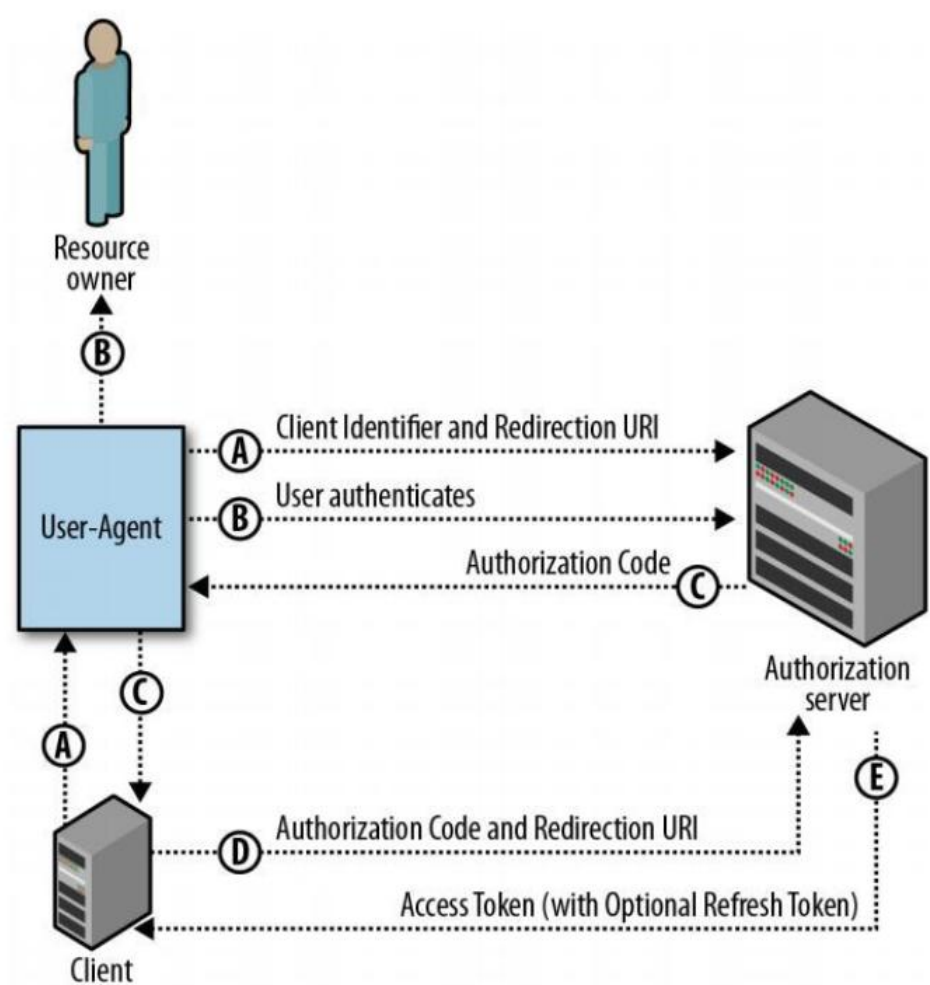 Resource
owner
B
Client Identifier and Redirection URI
A
User authenticates
B
User-Agent
Authorization Code
C
Authorization
server
C
A
E
Authorization Code and Redirection URI
D
Access Token (with Optional Refresh Token)
Client